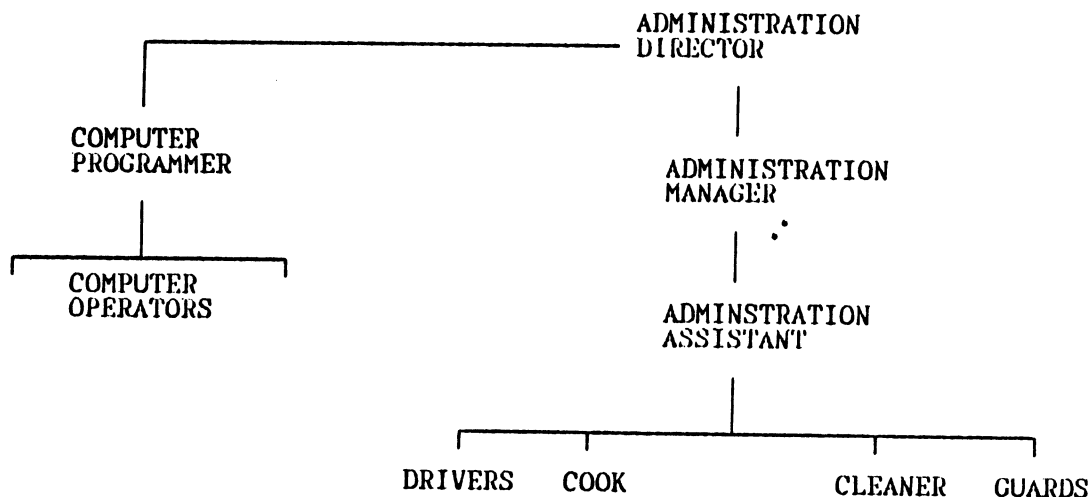 ADMINISTRATION
DIRECTOR
COMPUTER
PROGRAMMER
ADMINISTRATION
MANAGER
COMPUTER
OPERATORS
ADMINSTRATION
ASSISTANT
DRIVERS COOK CLEANER GUARDS